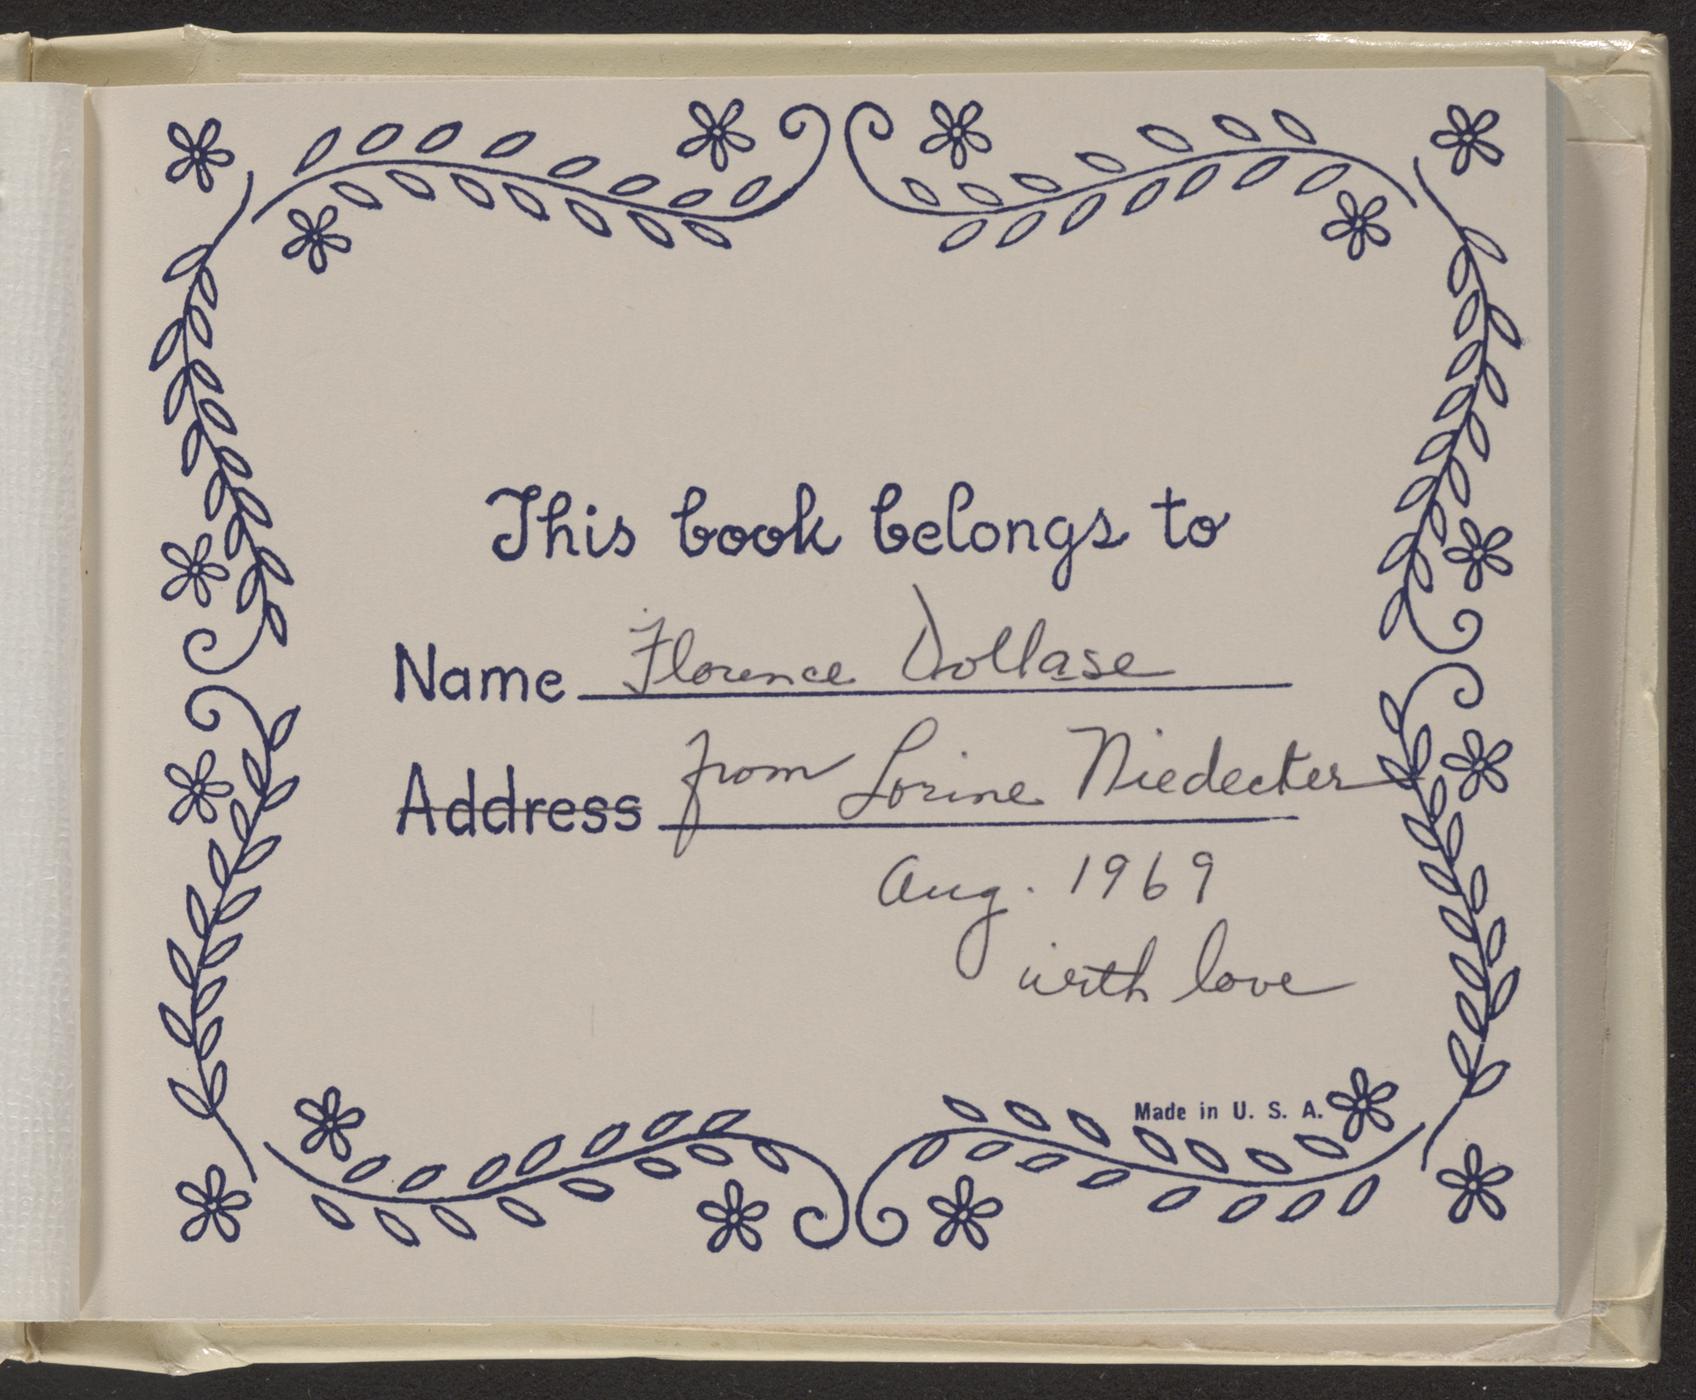 This book belongs to
Name Florence Dollase
Address from Lorine Niedecker
Aug. 1969
with love
Made in U. S. A.